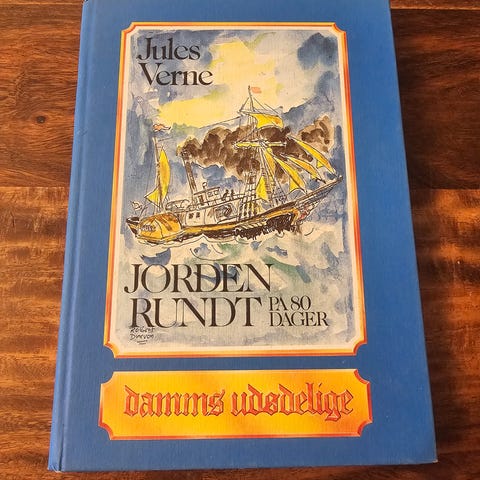 Jules
Verne
JORDEN
RUNDT PÅ 80
DAGER
damms udødelige